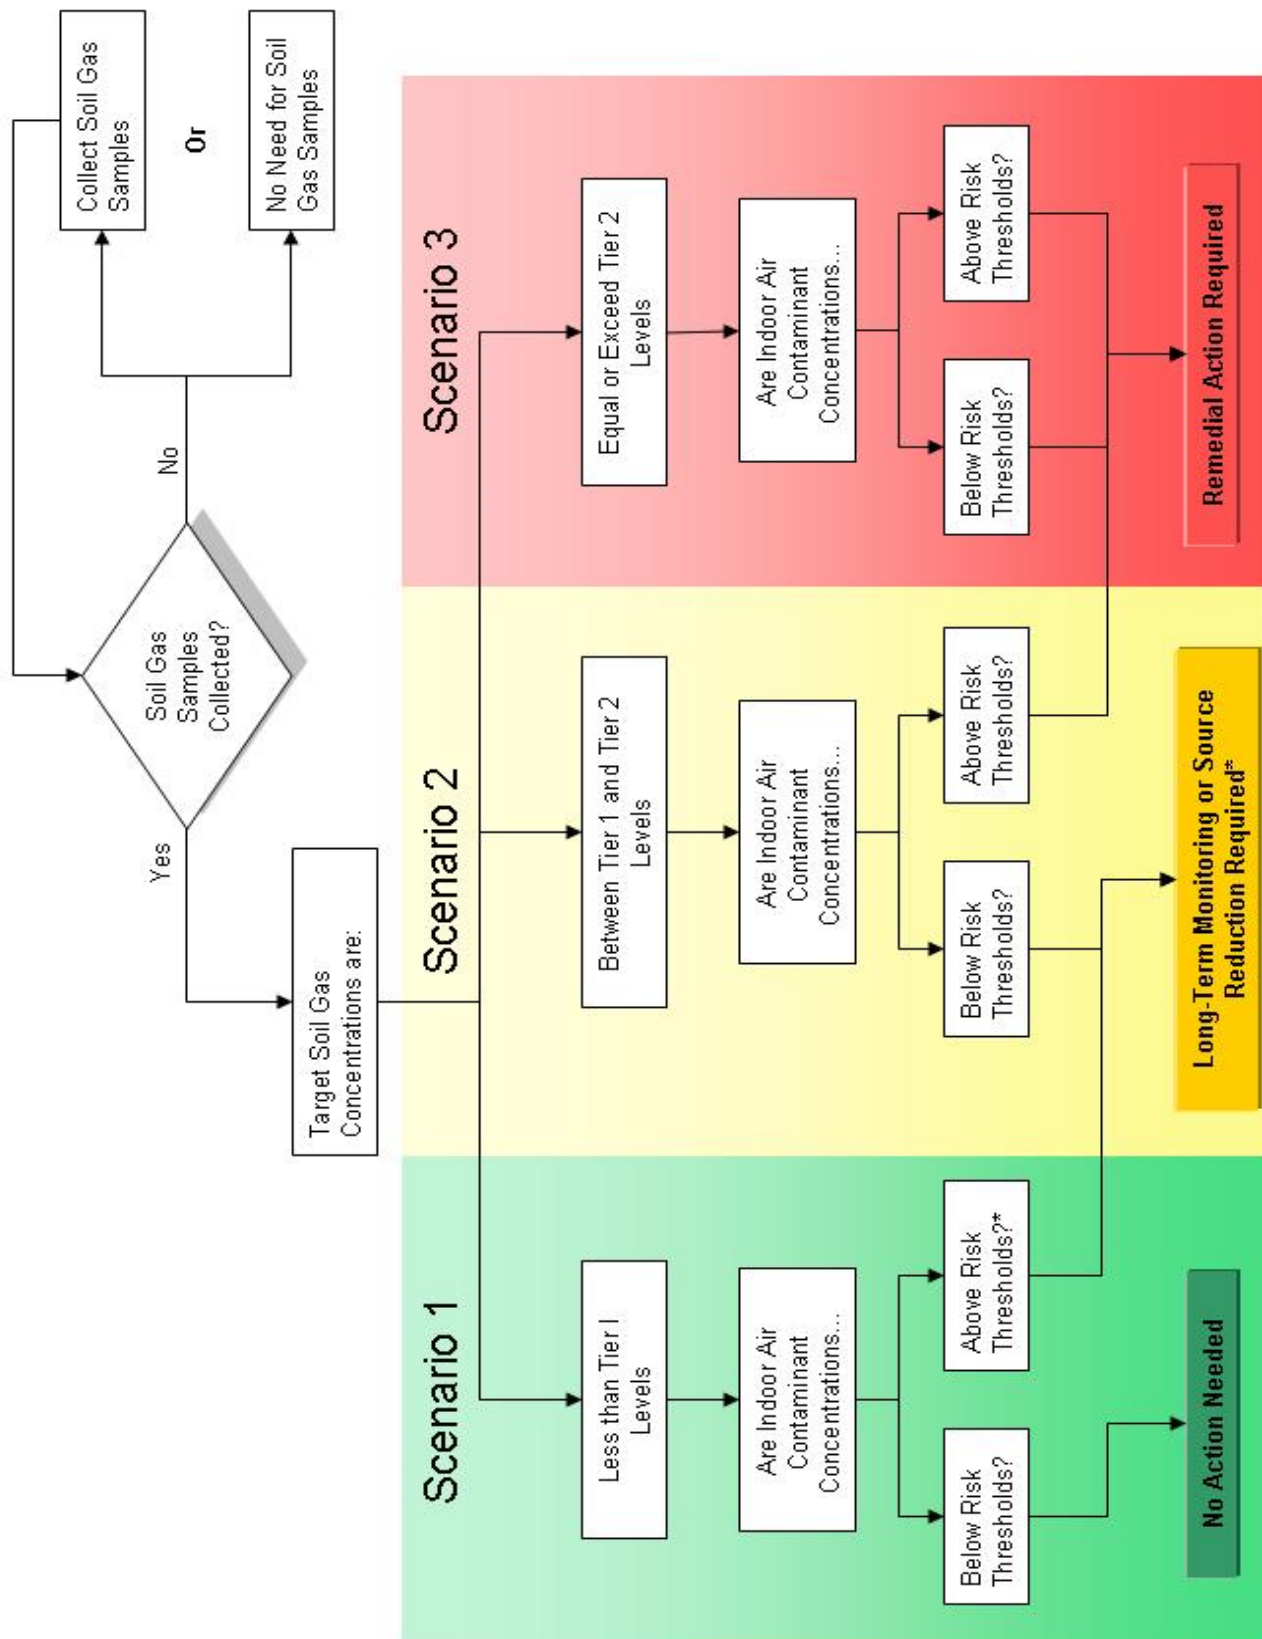 Soil Gas
Samples
Collected?
Yes
No
Collect Soil Gas
Samples
Or
No Need for Soil
Gas Samples
Target Soil Gas
Concentrations are:
Scenario 1
Less than Tier I
Levels
Are Indoor Air
Contaminant
Concentrations...
Below Risk
Thresholds?
Above Risk
Thresholds?*
No Action Needed
Scenario 2
Between Tier 1 and Tier 2
Levels
Are Indoor Air
Contaminant
Concentrations...
Below Risk
Thresholds?
Above Risk
Thresholds?
Long-Term Monitoring or Source
Reduction Required*
Scenario 3
Equal or Exceed Tier 2
Levels
Are Indoor Air
Contaminant
Concentrations...
Below Risk
Thresholds?
Above Risk
Thresholds?
Remedial Action Required